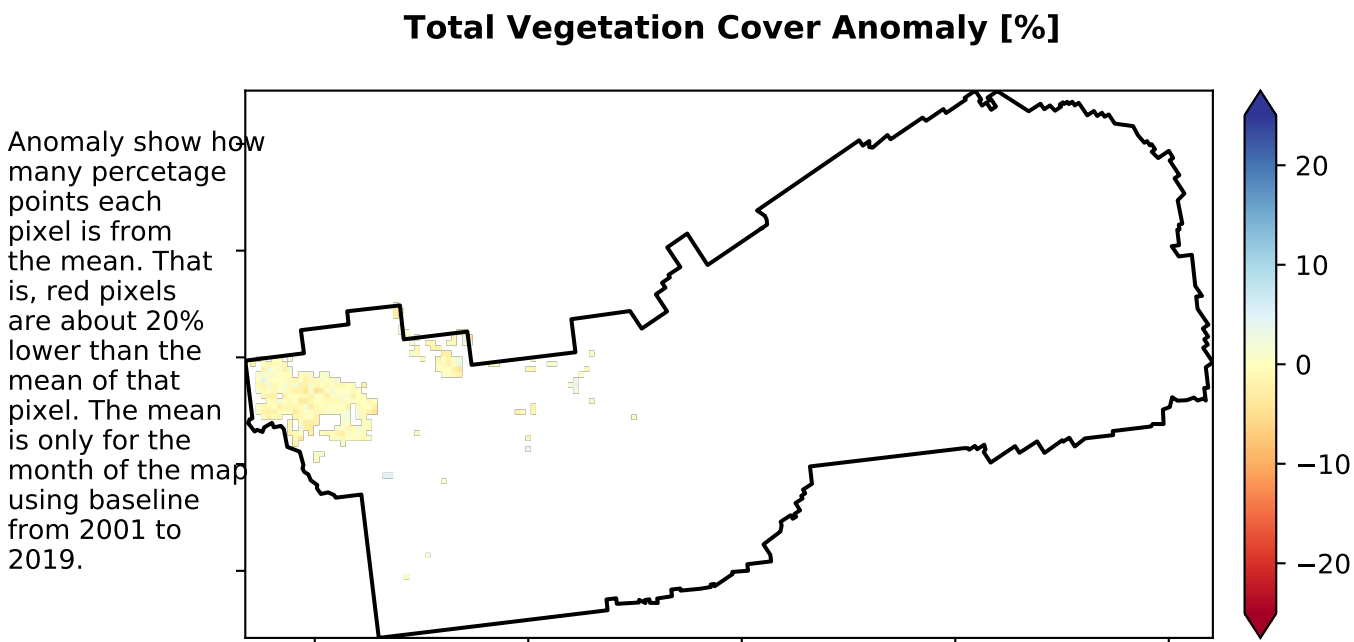 Total Vegetation Cover Anomaly [%]
Anomaly show how
many percetage
points each
pixel is from
the mean. That
is, red pixels
are about 20%
lower than the
mean of that
pixel. The mean
is only for the
month of the map
using baseline
from 2001 to
2019.
20
10
0
−10
−20